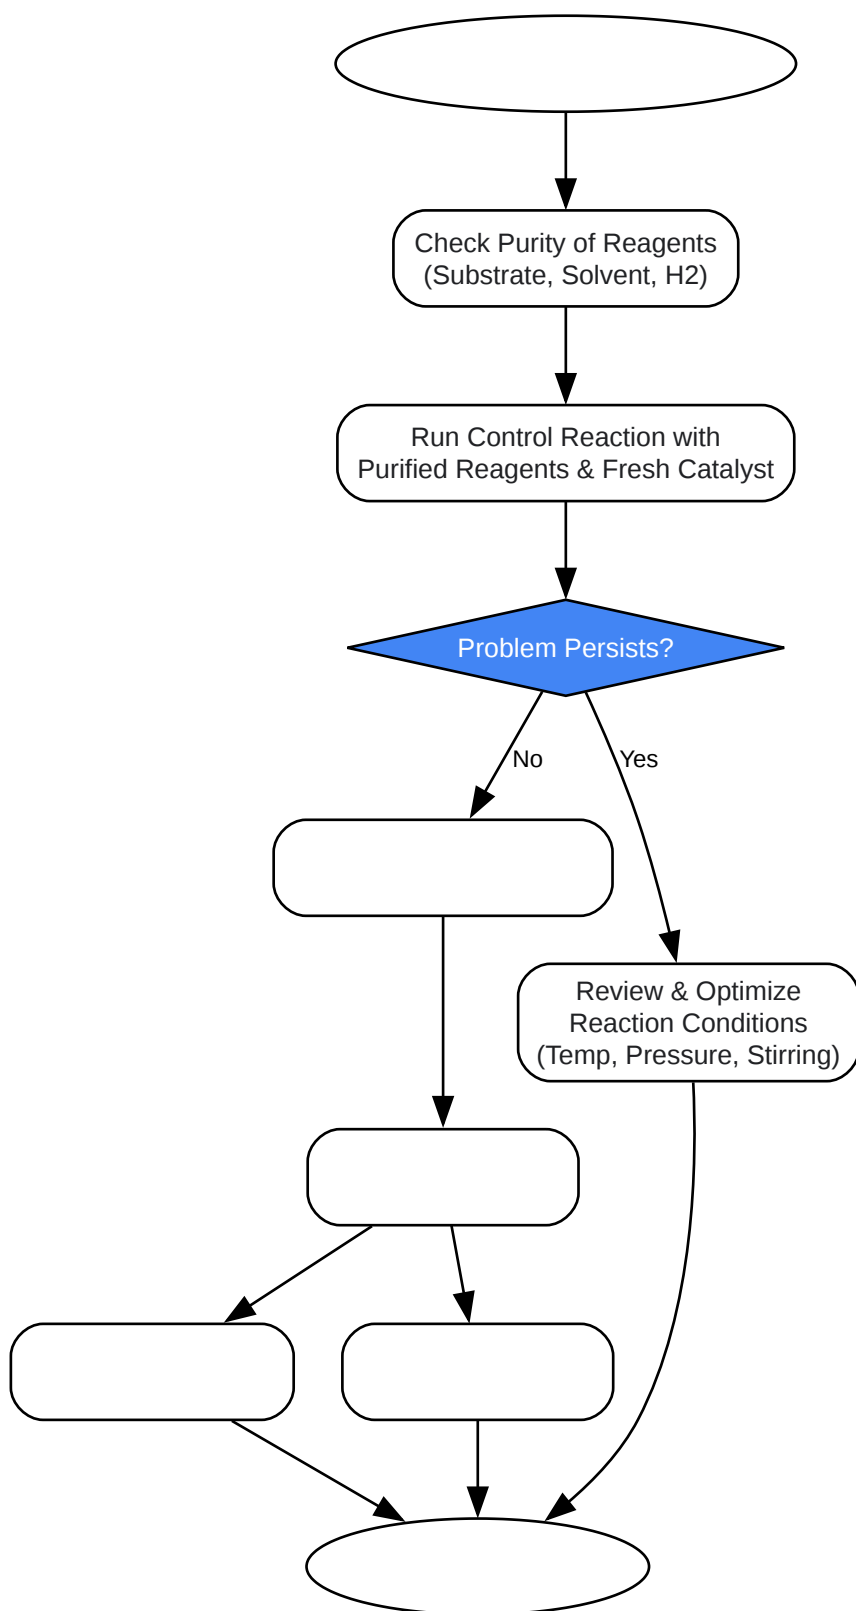 Check Purity of Reagents
(Substrate, Solvent, H2)
Run Control Reaction with
Purified Reagents & Fresh Catalyst
Problem Persists?
No
Yes
Review & Optimize
Reaction Conditions
(Temp, Pressure, Stirring)